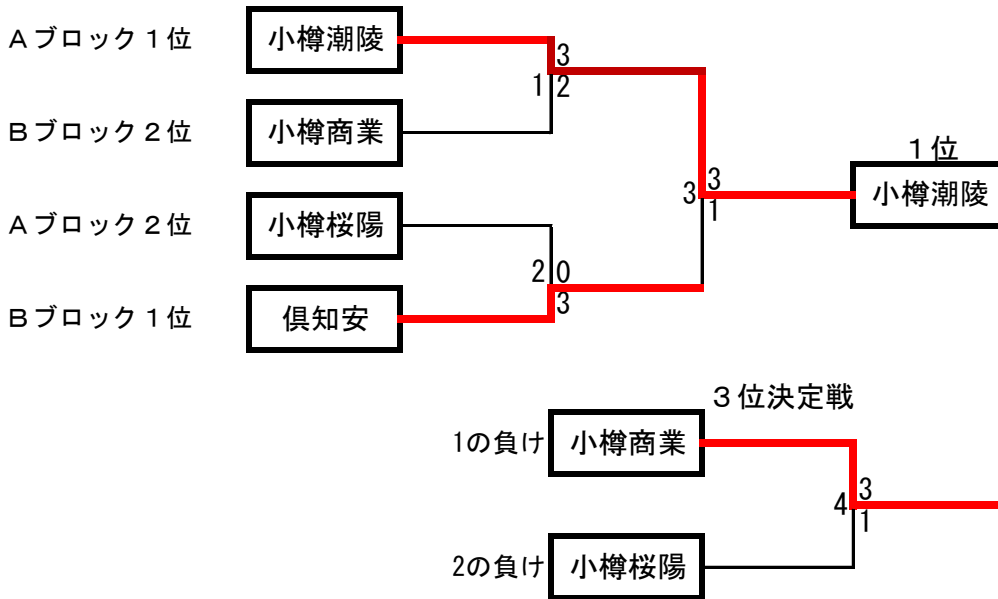 Aブロック1位 小樽潮陵
3
1 2
Bブロック2位 小樽商業
1位
3 3 小樽潮陵
1
Aブロック2位 小樽桜陽
2 0
3
Bブロック1位 倶知安
3位決定戦
1の負け 小樽商業
3
4
1
2の負け 小樽桜陽